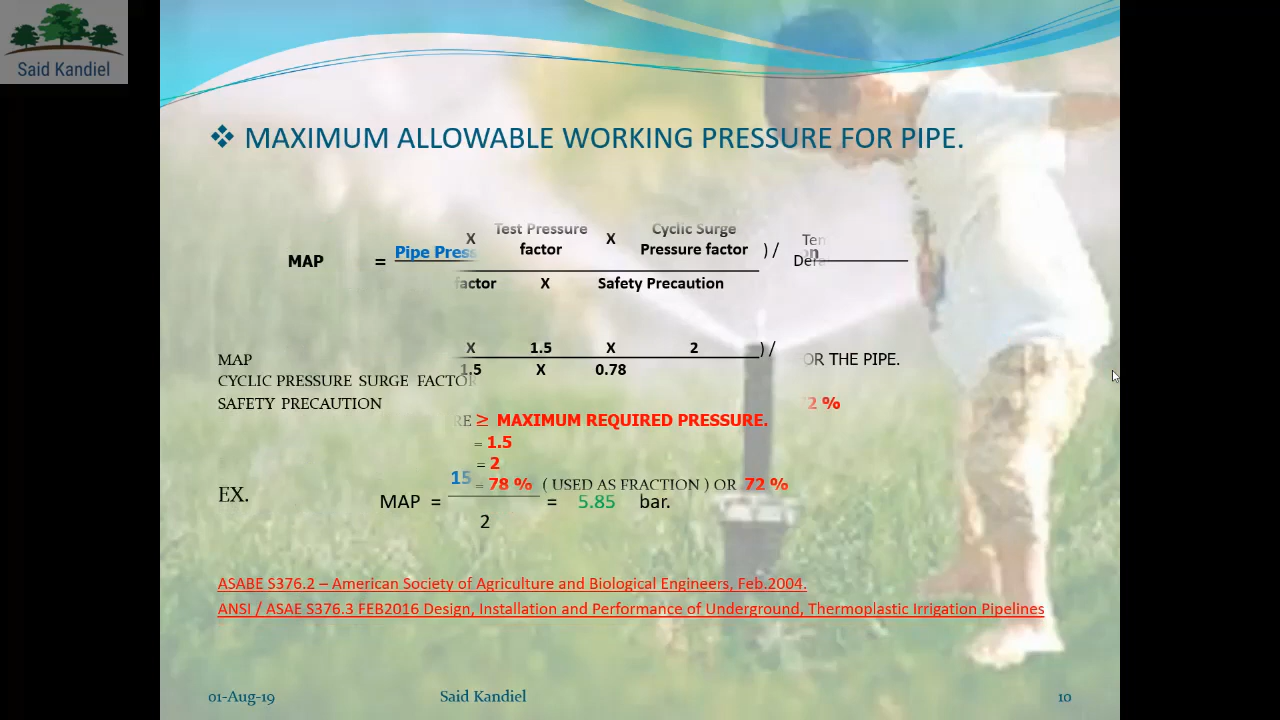 Said Kandiel
❖ MAXIMUM ALLOWABLE WORKING PRESSURE FOR PIPE.
X Test Pressure X Cyclic Surge
MAP = Pipe Press factor Pressure factor ) /
factor X Safety Precaution
X 1.5 X 2 ) /
MAP OR THE PIPE.
1.5 X 0.78
CYCLIC PRESSURE SURGE FACTOR
SAFETY PRECAUTION 2 %
RE ≥ MAXIMUM REQUIRED PRESSURE.
= 1.5
= 2
15 = 78 % ( USED AS FRACTION ) OR 72 %
EX. MAP = = 5.85 bar.
2
ASABE S376.2 – American Society of Agriculture and Biological Engineers, Feb.2004.
ANSI / ASAE S376.3 FEB2016 Design, Installation and Performance of Underground, Thermoplastic Irrigation Pipelines
01-Aug-19 Said Kandiel 10